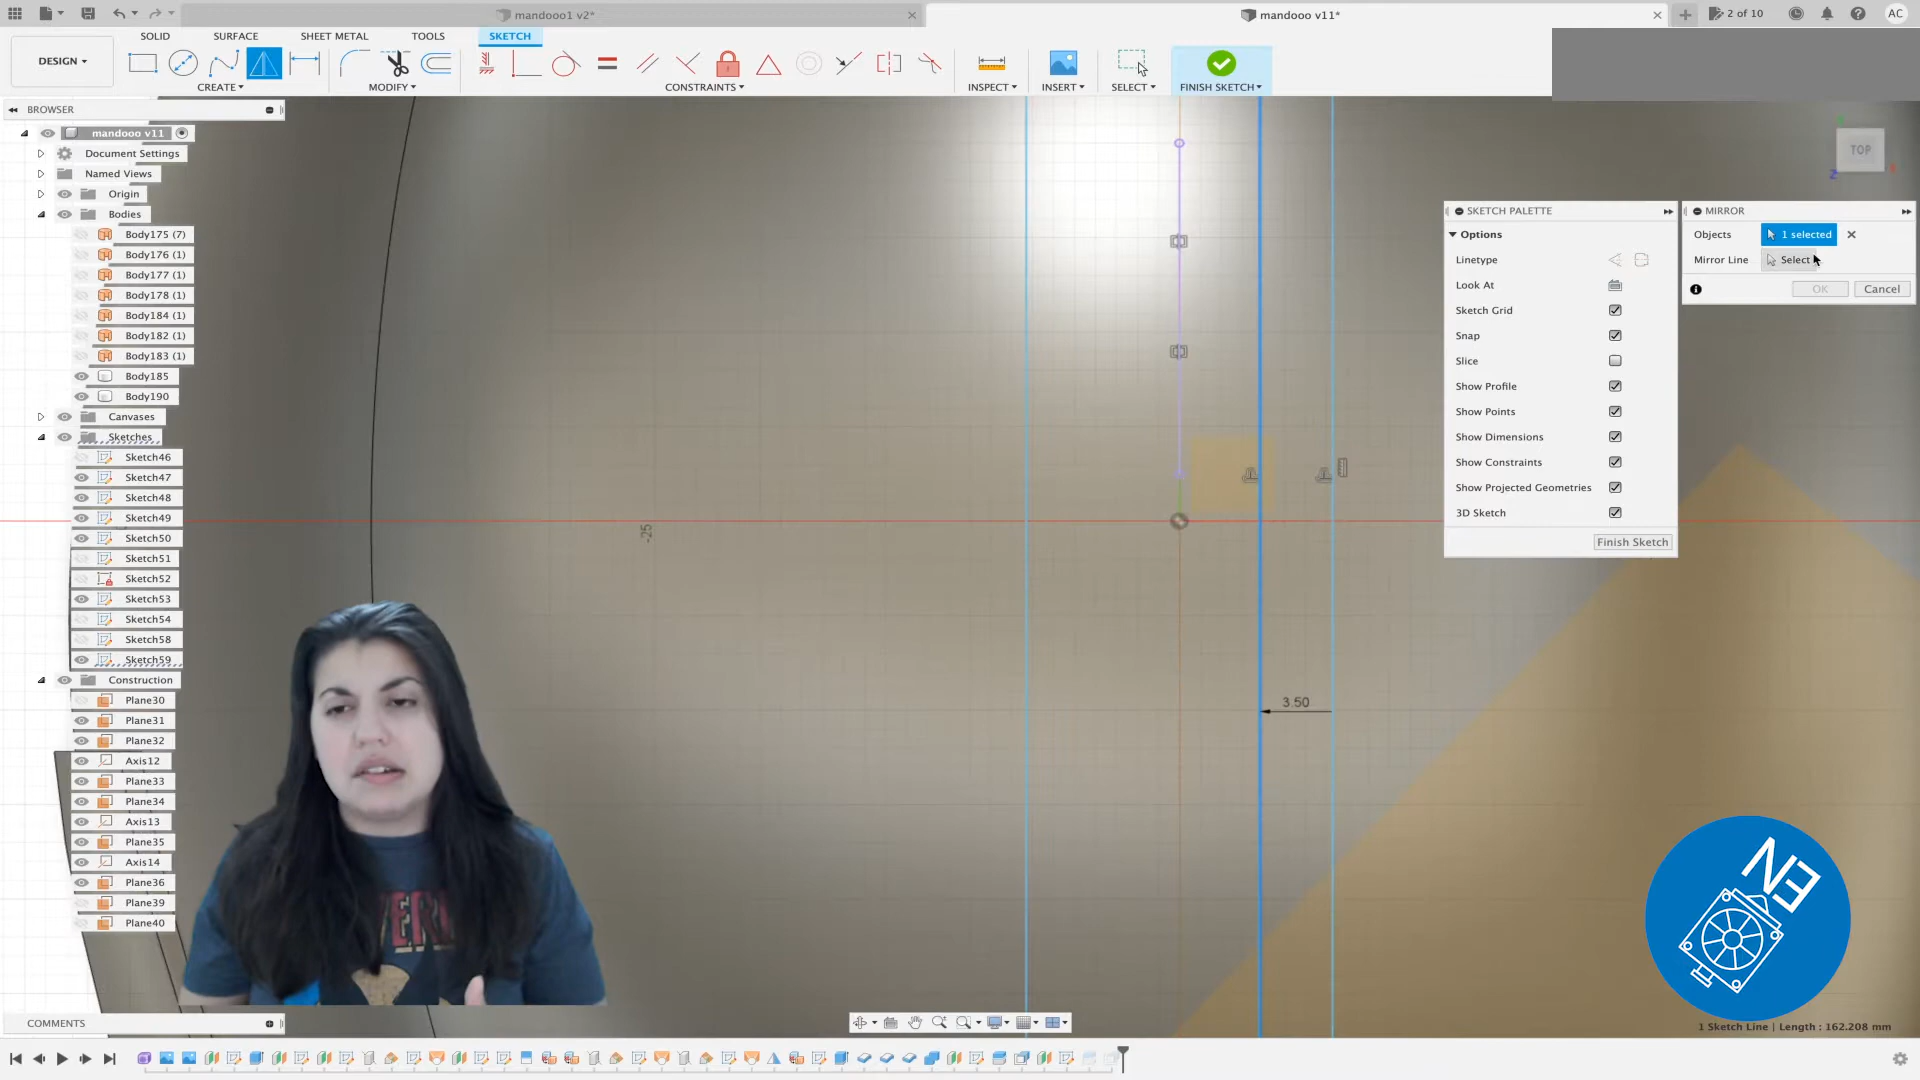 mandooo1 v2*
mandooo v11*
2 of 10
AC
DESIGN
SOLID
SURFACE
SHEET METAL
TOOLS
SKETCH
CREATE
MODIFY
CONSTRAINTS
INSPECT
INSERT
SELECT
FINISH SKETCH
BROWSER
mandooo v11
Document Settings
Named Views
Origin
Bodies
Body175 (7)
Body176 (1)
Body177 (1)
Body178 (1)
Body184 (1)
Body182 (1)
Body183 (1)
Body185
Body190
Canvases
Sketches
Sketch46
Sketch47
Sketch48
Sketch49
Sketch50
Sketch51
Sketch52
Sketch53
Sketch54
Sketch58
Sketch59
Construction
Plane30
Plane31
Plane32
Axis12
Plane33
Plane34
Axis13
Plane35
Axis14
Plane36
Plane39
Plane40
COMMENTS
-25
3.50
TOP
Z
SKETCH PALETTE
Options
Linetype
Look At
Sketch Grid
Snap
Slice
Show Profile
Show Points
Show Dimensions
Show Constraints
Show Projected Geometries
3D Sketch
Finish Sketch
MIRROR
Objects
1 selected
Mirror Line
Select
OK
Cancel
N3
1 Sketch Line | Length : 162.208 mm